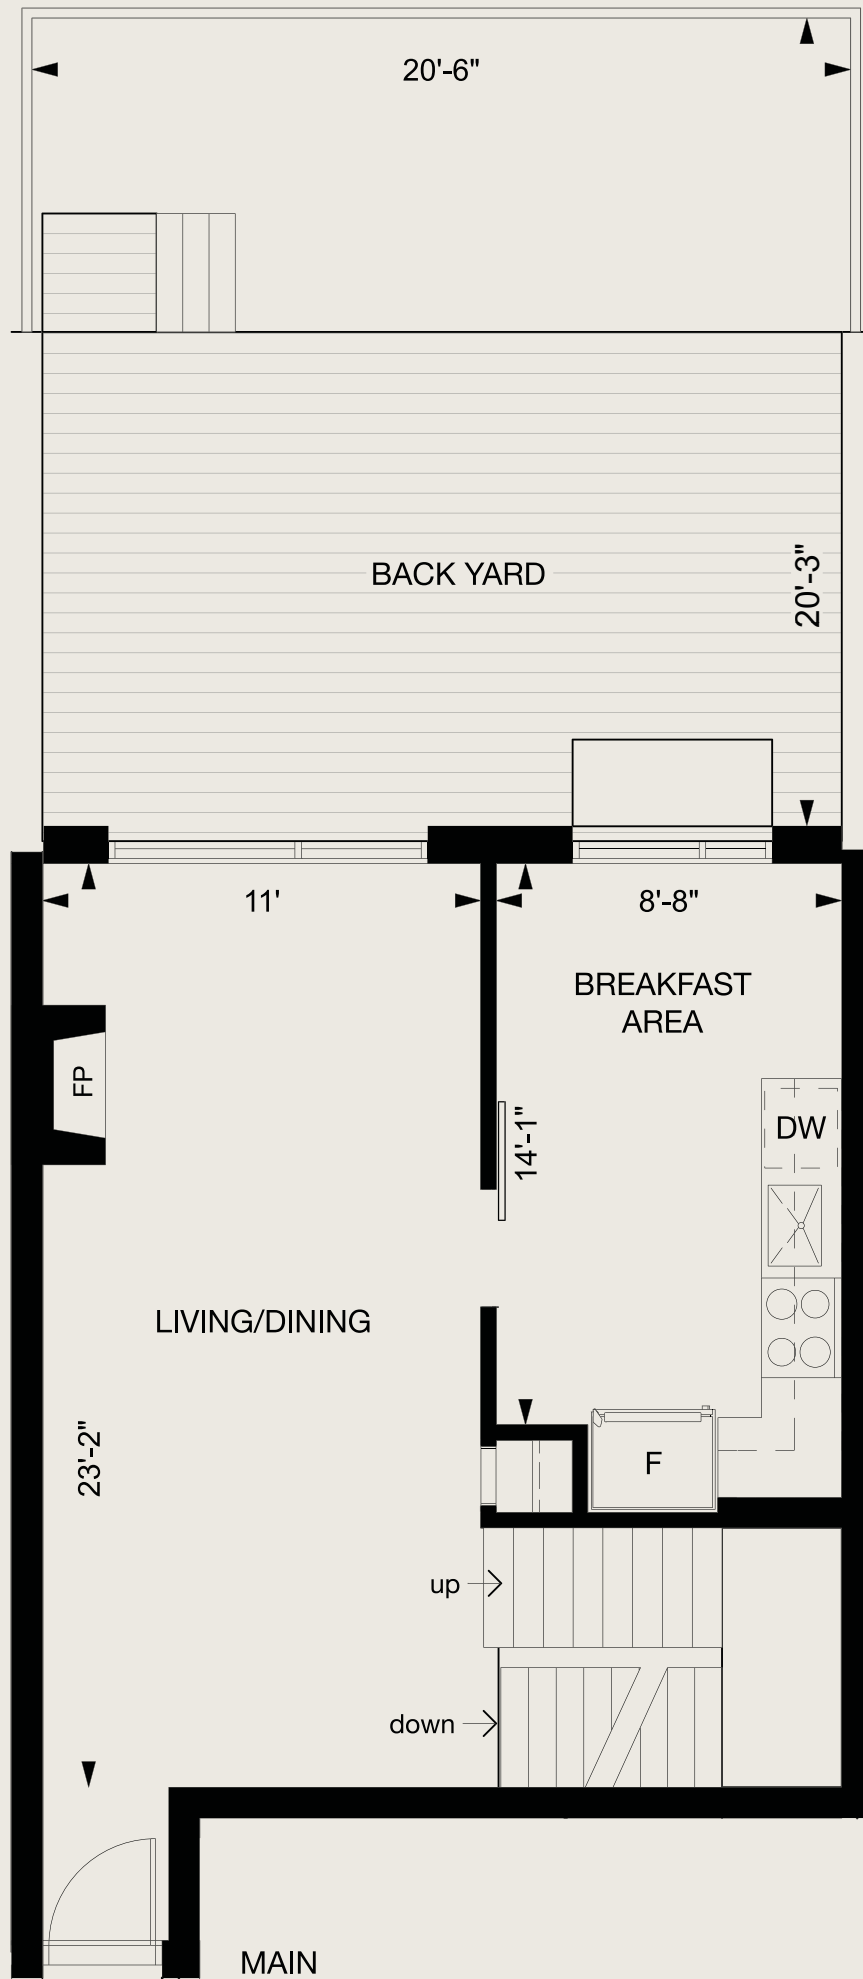 20'-6"
BACK YARD
20'-3"
11'
8'-8"
BREAKFAST
AREA
FP
14'-1"
DW
LIVING/DINING
23'-2"
F
up
down
MAIN